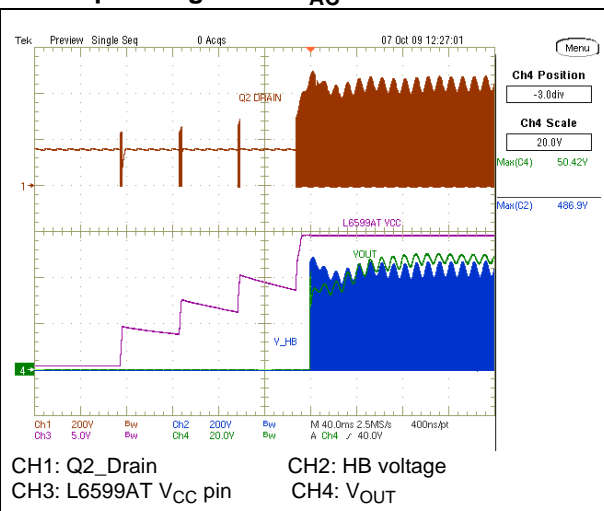 Tek Preview Single Seq 0 Acqs 07 Oct 09 12:27:01
Menu
Ch4 Position
-3.0div
Ch4 Scale
20.0V
Max(C4) 50.42V
Max(C2) 486.9V
Q2 DRAIN
1
L6599AT VCC
VOUT
V_HB
4
Ch1 200V Bw Ch2 200V Bw M 40.0ms 2.5MS/s 400ns/pt
Ch3 5.0V Bw Ch4 20.0V Bw A Ch4 / 40.0V
CH1: Q2_Drain CH2: HB voltage
CH3: L6599AT VCC pin CH4: VOUT